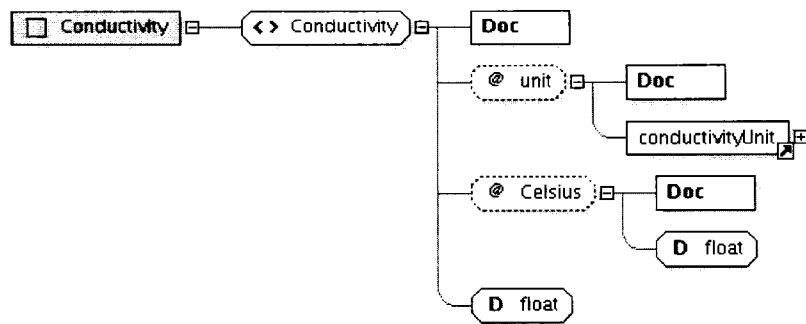 Conductivity
<> Conductivity
Doc
@ unit
Doc
conductivityUnit
@ Celsius
Doc
D float
D float